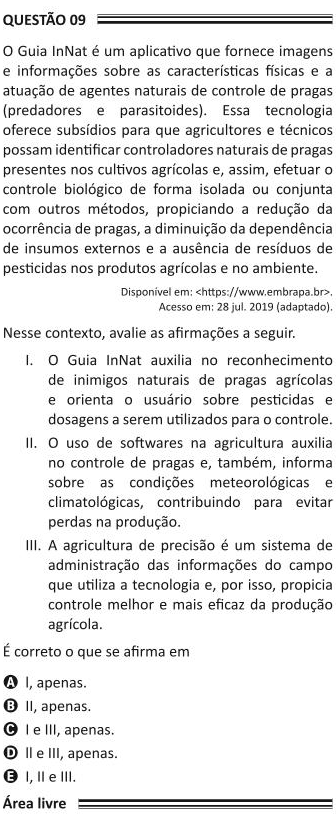 QUESTÃO 09
O Guia InNat é um aplicativo que fornece imagens
e informações sobre as características físicas e a
atuação de agentes naturais de controle de pragas
(predadores e parasitoides). Essa tecnologia
oferece subsídios para que agricultores e técnicos
possam identificar controladores naturais de pragas
presentes nos cultivos agrícolas e, assim, efetuar o
controle biológico de forma isolada ou conjunta
com outros métodos, propiciando a redução da
ocorrência de pragas, a diminuição da dependência
de insumos externos e a ausência de resíduos de
pesticidas nos produtos agrícolas e no ambiente.
Disponível em: <https://www.embrapa.br>.
Acesso em: 28 jul. 2019 (adaptado).
Nesse contexto, avalie as afirmações a seguir.
I. O Guia InNat auxilia no reconhecimento
de inimigos naturais de pragas agrícolas
e orienta o usuário sobre pesticidas e
dosagens a serem utilizados para o controle.
II. O uso de softwares na agricultura auxilia
no controle de pragas e, também, informa
sobre as condições meteorológicas e
climatológicas, contribuindo para evitar
perdas na produção.
III. A agricultura de precisão é um sistema de
administração das informações do campo
que utiliza a tecnologia e, por isso, propicia
controle melhor e mais eficaz da produção
agrícola.
É correto o que se afirma em
A I, apenas.
B II, apenas.
C I e III, apenas.
D II e III, apenas.
E I, II e III.
Área livre